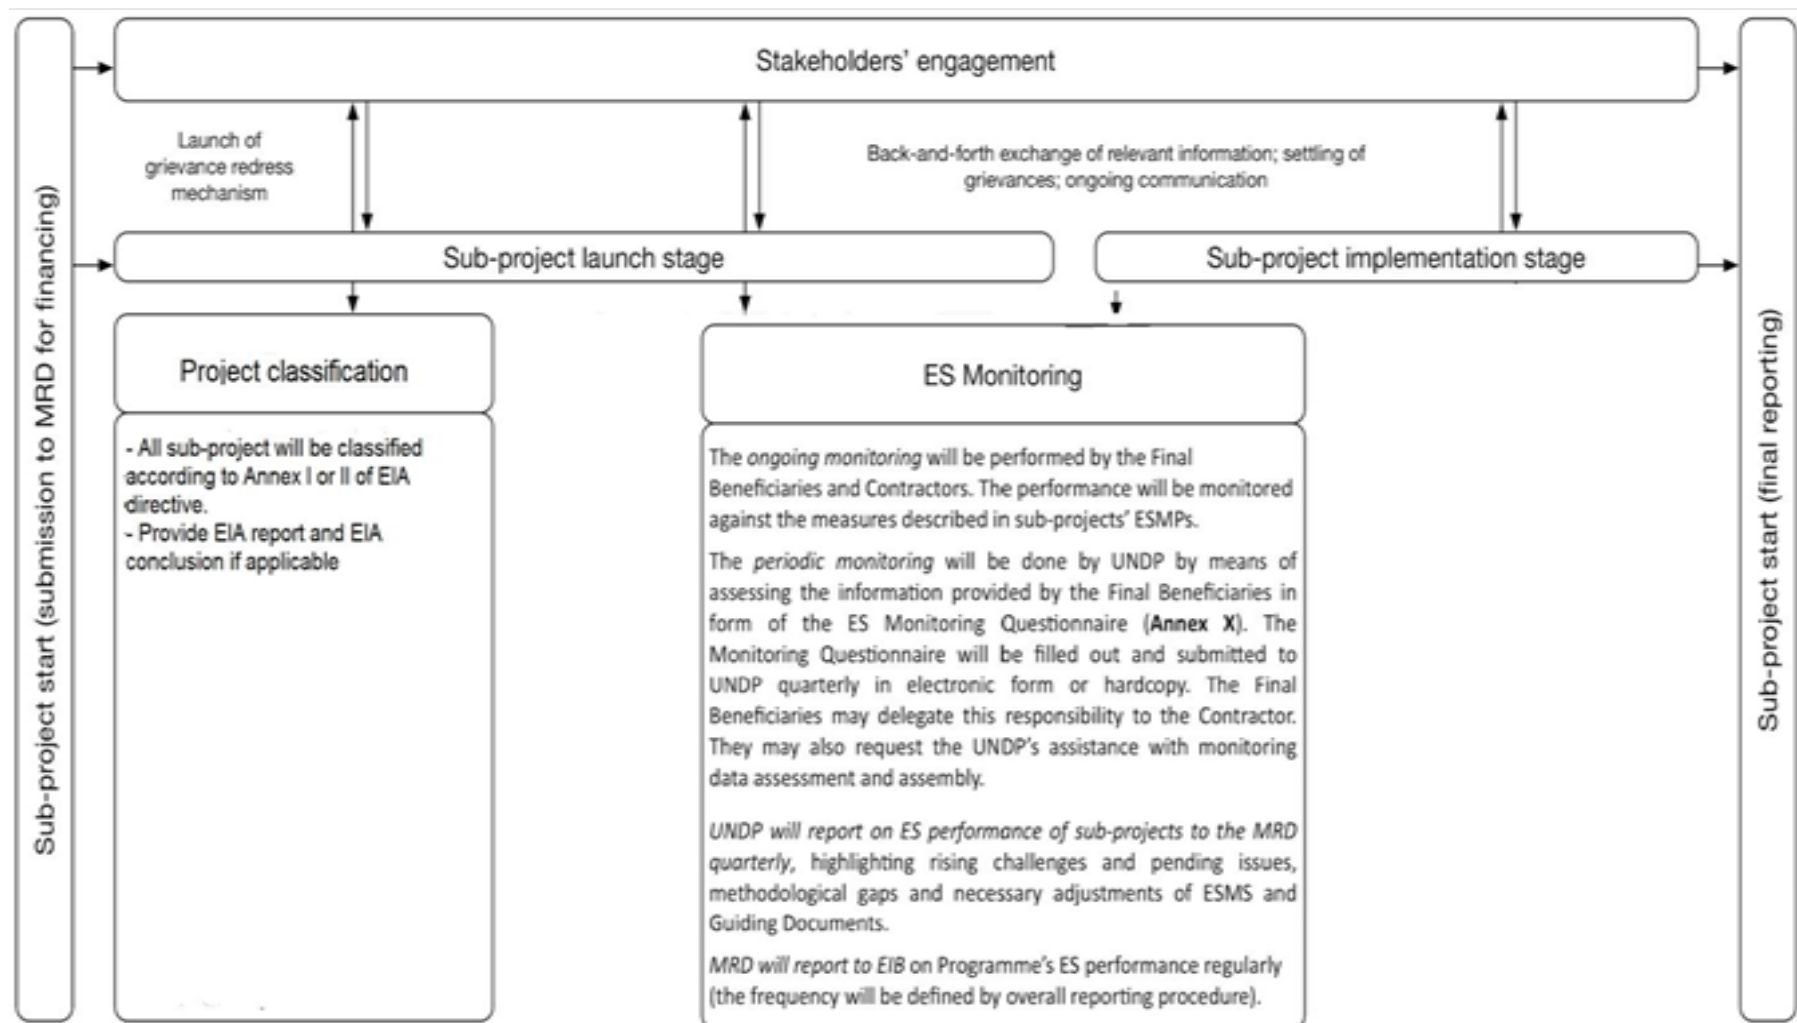 Sub-project start (submission to MRD for financing)
Stakeholders' engagement
Launch of
grievance redress
mechanism
Back-and-forth exchange of relevant information; settling of
grievances; ongoing communication
Sub-project launch stage
Sub-project implementation stage
Project classification
- All sub-project will be classified
according to Annex I or II of EIA
directive.
- Provide EIA report and EIA
conclusion if applicable
ES Monitoring
The ongoing monitoring will be performed by the Final
Beneficiaries and Contractors. The performance will be monitored
against the measures described in sub-projects' ESMPs.
The periodic monitoring will be done by UNDP by means of
assessing the information provided by the Final Beneficiaries in
form of the ES Monitoring Questionnaire (Annex X). The
Monitoring Questionnaire will be filled out and submitted to
UNDP quarterly in electronic form or hardcopy. The Final
Beneficiaries may delegate this responsibility to the Contractor.
They may also request the UNDP's assistance with monitoring
data assessment and assembly.
UNDP will report on ES performance of sub-projects to the MRD
quarterly, highlighting rising challenges and pending issues,
methodological gaps and necessary adjustments of ESMS and
Guiding Documents.
MRD will report to EIB on Programme's ES performance regularly
(the frequency will be defined by overall reporting procedure).
Sub-project start (final reporting)